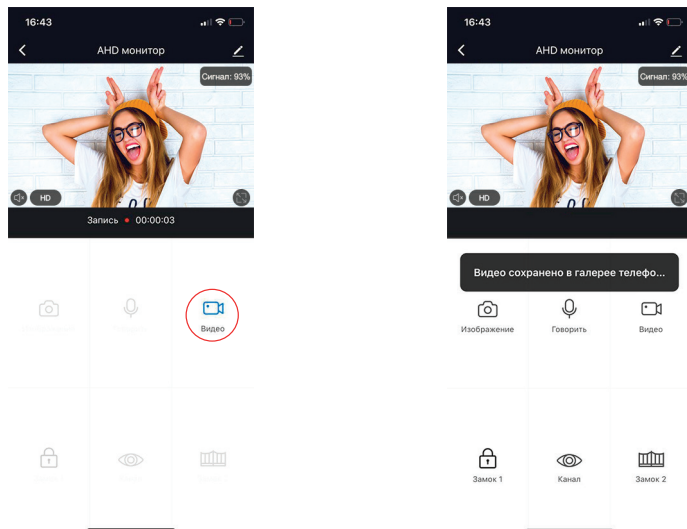 16:43
AHD монитор
Сигнал: 93%
HD
Запись 00:00:03
Видео
16:43
AHD монитор
Сигнал: 93%
HD
Видео сохранено в галерее телефо...
Изображение Говорить Видео
Замок 1 Канал Замок 2